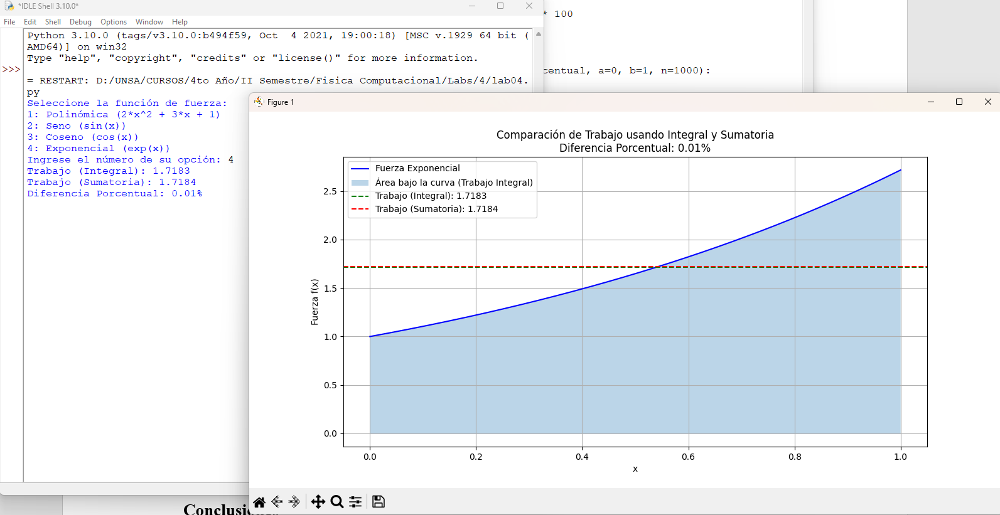 *IDLE Shell 3.10.0*
File Edit Shell Debug Options Window Help
Python 3.10.0 (tags/v3.10.0:b494f59, Oct  4 2021, 19:00:18) [MSC v.1929 64 bit (
AMD64)] on win32
Type "help", "copyright", "credits" or "license()" for more information.
>>>
= RESTART: D:/UNSA/CURSOS/4to Año/II Semestre/Fisica Computacional/Labs/4/lab04.
py
Seleccione la función de fuerza:
1: Polinómica (2*x^2 + 3*x + 1)
2: Seno (sin(x))
3: Coseno (cos(x))
4: Exponencial (exp(x))
Ingrese el número de su opción: 4
Trabajo (Integral): 1.7183
Trabajo (Sumatoria): 1.7184
Diferencia Porcentual: 0.01%
* 100
centual, a=0, b=1, n=1000):
Figure 1
Comparación de Trabajo usando Integral y Sumatoria
Diferencia Porcentual: 0.01%
Fuerza Exponencial
Área bajo la curva (Trabajo Integral)
Trabajo (Integral): 1.7183
Trabajo (Sumatoria): 1.7184
Fuerza f(x)
2.5
2.0
1.5
1.0
0.5
0.0
0.0 0.2 0.4 0.6 0.8 1.0
x